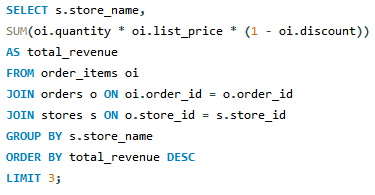 SELECT s.store_name,
SUM(oi.quantity * oi.list_price * (1 - oi.discount))
AS total_revenue
FROM order_items oi
JOIN orders o ON oi.order_id = o.order_id
JOIN stores s ON o.store_id = s.store_id
GROUP BY s.store_name
ORDER BY total_revenue DESC
LIMIT 3;